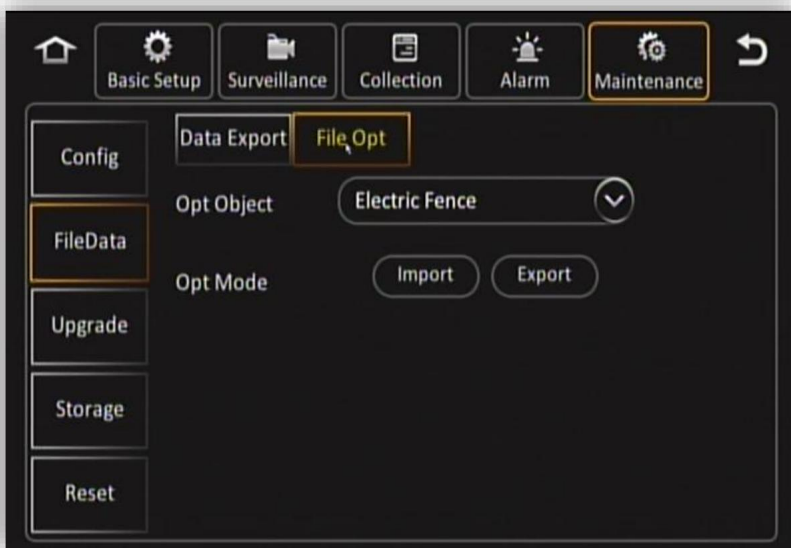 Basic Setup
Surveillance
Collection
Alarm
Maintenance
Config
FileData
Upgrade
Storage
Reset
Data Export
File Opt
Opt Object
Electric Fence
Opt Mode
Import
Export